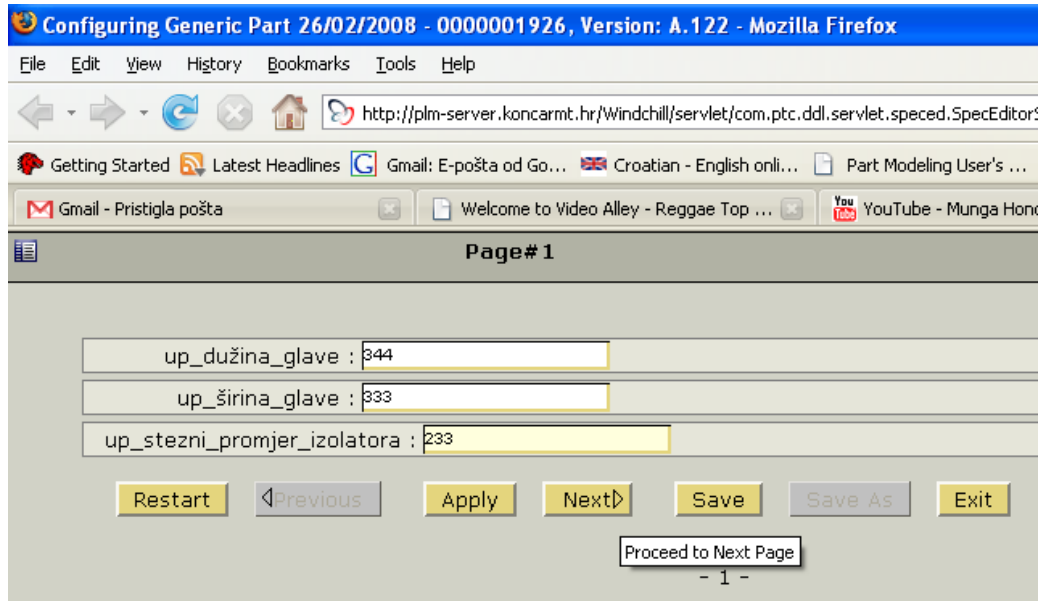 Configuring Generic Part 26/02/2008 - 0000001926, Version: A.122 - Mozilla Firefox
File Edit View History Bookmarks Tools Help
http://plm-server.koncarmt.hr/Windchill/servlet/com.ptc.ddl.servlet.speced.SpecEditorS
Getting Started Latest Headlines G Gmail: E-pošta od Go... Croatian - English onli... Part Modeling User's ...
Gmail - Pristigla pošta Welcome to Video Alley - Reggae Top ... You Tube YouTube - Munga Hono
Page#1
up_dužina_glave : 344
up_širina_glave : 333
up_stezni_promjer_izolatora : 233
Restart Previous Apply Next Save Save As Exit
Proceed to Next Page
- 1 -